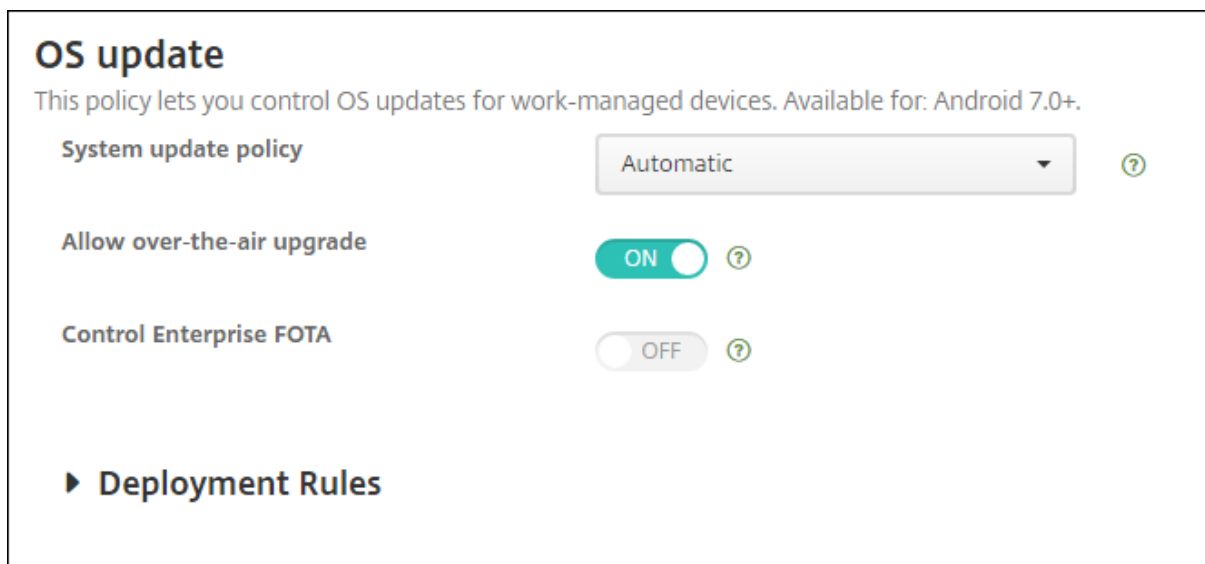 OS update
This policy lets you control OS updates for work-managed devices. Available for: Android 7.0+.
System update policy
Automatic
?
Allow over-the-air upgrade
ON
?
Control Enterprise FOTA
OFF
?
Deployment Rules